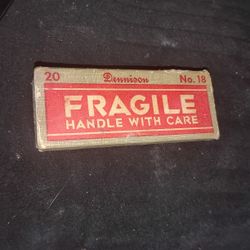 20 Dennison No. 18
FRAGILE
HANDLE WITH CARE